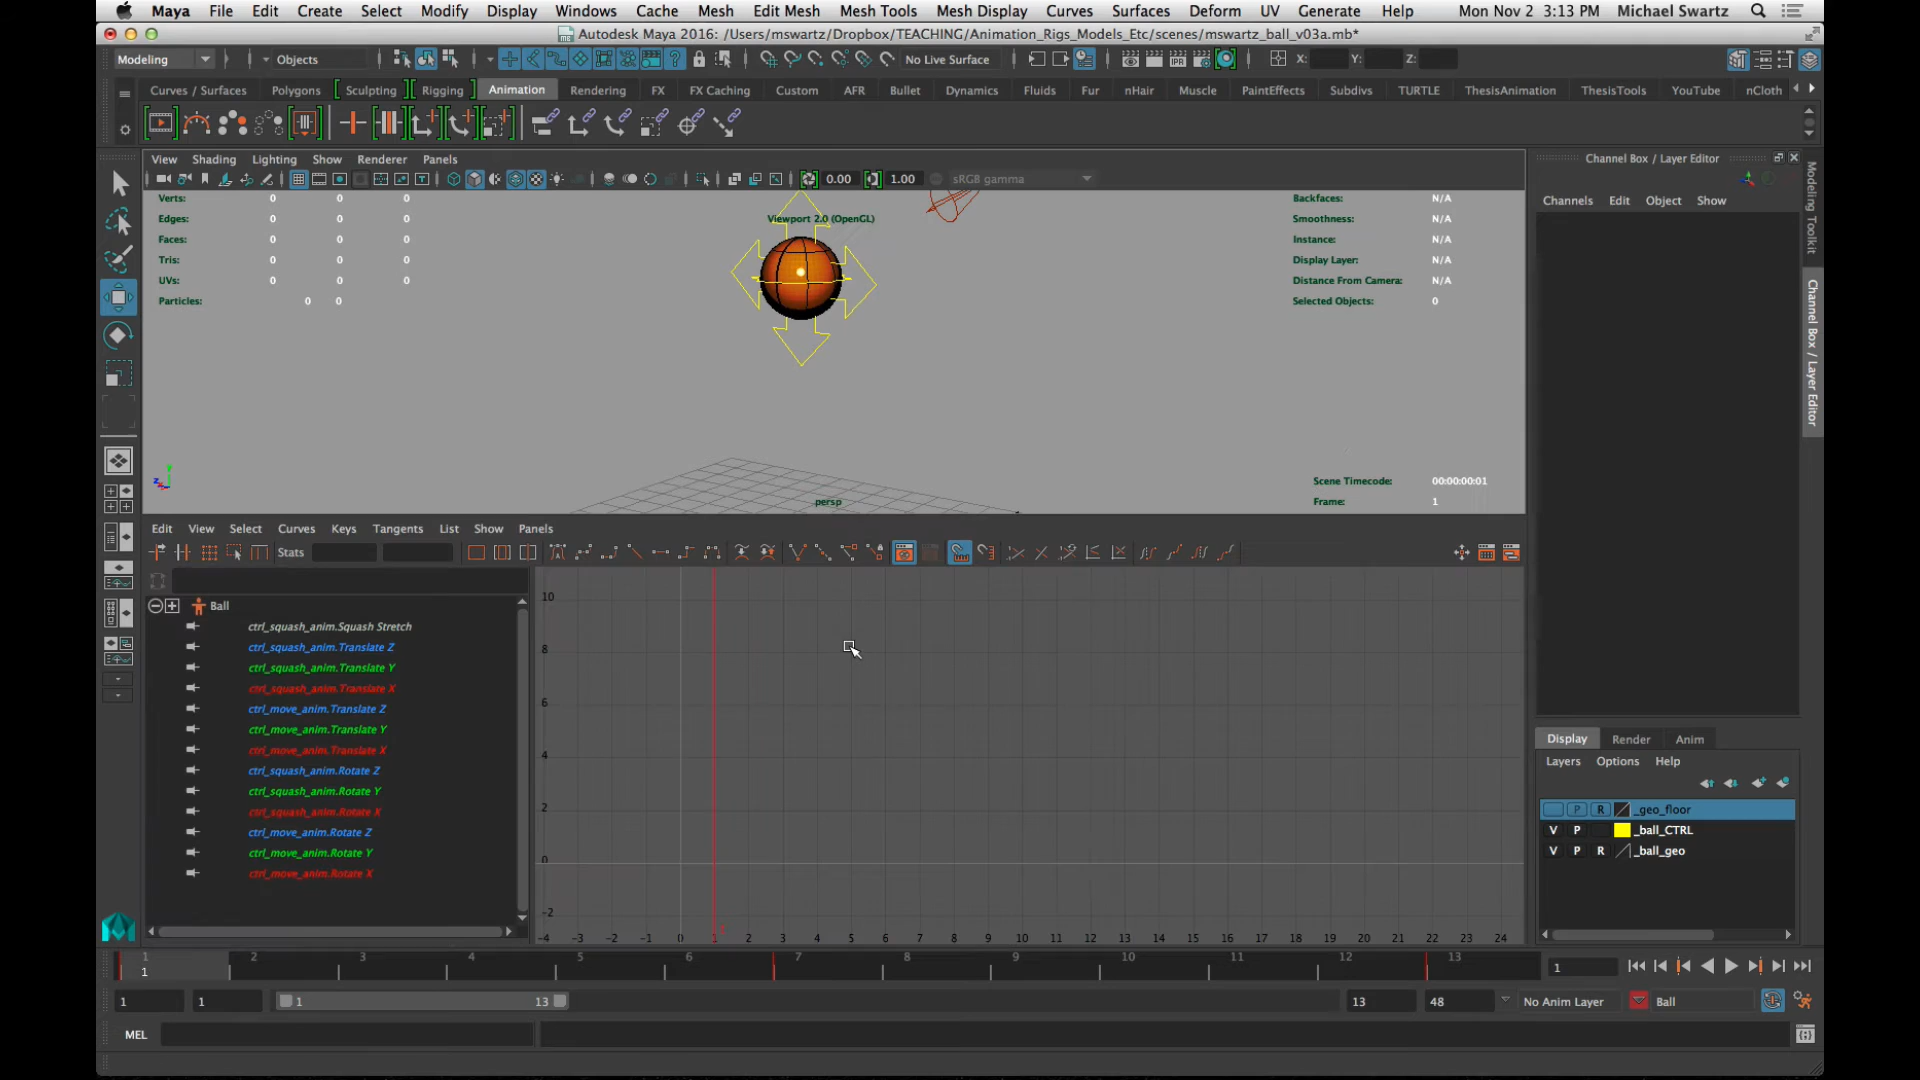 Maya File Edit Create Select Modify Display Windows Cache Mesh Edit Mesh Mesh Tools Mesh Display Curves Surfaces Deform UV Generate Help Mon Nov 2 3:13 PM Michael Swartz
Autodesk Maya 2016: /Users/mswartz/Dropbox/TEACHING/Animation_Rigs_Models_Etc/scenes/mswartz_ball_v03a.mb*
Modeling Objects No Live Surface X: Y: Z:
Curves / Surfaces Polygons Sculpting Rigging Animation Rendering FX FX Caching Custom AFR Bullet Dynamics Fluids Fur nHair Muscle PaintEffects Subdivs TURTLE ThesisAnimation ThesisTools YouTube nCloth
View Shading Lighting Show Renderer Panels
0.00 1.00 sRGB gamma
Verts: 0 0 0
Edges: 0 0 0
Faces: 0 0 0
Tris: 0 0 0
UVs: 0 0 0
Particles: 0 0
Viewport 2.0 (OpenGL)
Backfaces: N/A
Smoothness: N/A
Instance: N/A
Display Layer: N/A
Distance From Camera: N/A
Selected Objects: 0
Scene Timecode: 00:00:00:01
Frame: 1
persp
Channel Box / Layer Editor
Channels Edit Object Show
Modeling Toolkit
Channel Box / Layer Editor
Edit View Select Curves Keys Tangents List Show Panels
Stats
Ball
ctrl_squash_anim.Squash Stretch
ctrl_squash_anim.Translate Z
ctrl_squash_anim.Translate Y
ctrl_squash_anim.Translate X
ctrl_move_anim.Translate Z
ctrl_move_anim.Translate Y
ctrl_move_anim.Translate X
ctrl_squash_anim.Rotate Z
ctrl_squash_anim.Rotate Y
ctrl_squash_anim.Rotate X
ctrl_move_anim.Rotate Z
ctrl_move_anim.Rotate Y
ctrl_move_anim.Rotate X
10
8
6
4
2
0
-2
-4 -3 -2 -1 0 1 2 3 4 5 6 7 8 9 10 11 12 13 14 15 16 17 18 19 20 21 22 23 24
Display Render Anim
Layers Options Help
P R _geo_floor
V P _ball_CTRL
V P R _ball_geo
1 2 3 4 5 6 7 8 9 10 11 12 13
1 1
1 1 1 13 13 48 No Anim Layer Ball
MEL